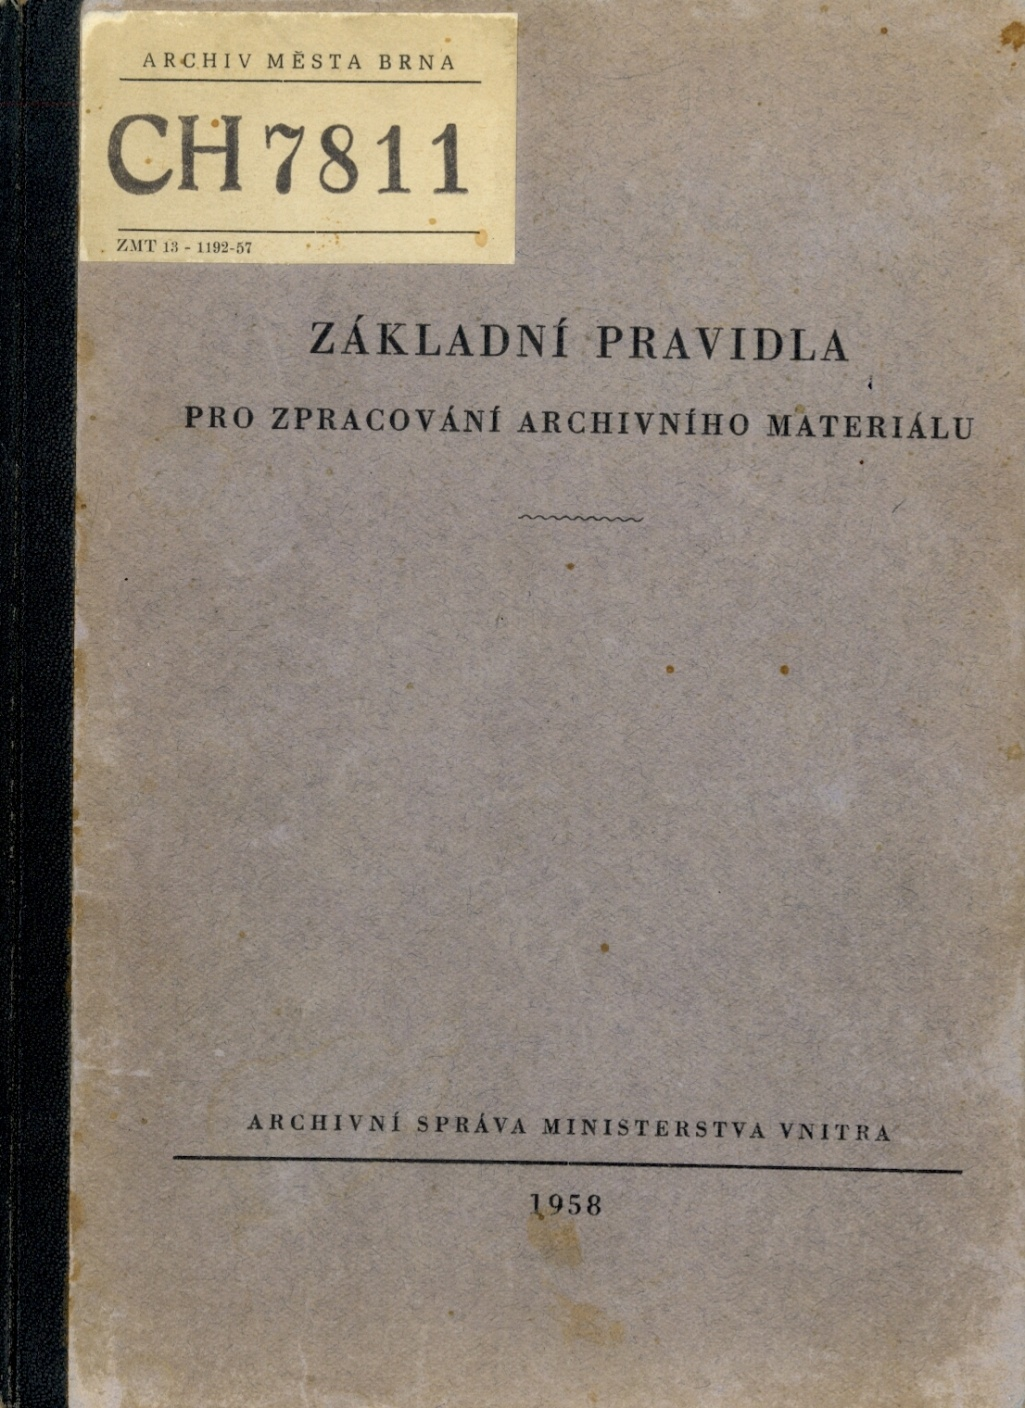 ARCHIV MĚSTA BRNA
CH 7811
ZMT 13 - 1192-57
ZÁKLADNÍ PRAVIDLA
PRO ZPRACOVÁNÍ ARCHIVNÍHO MATERIÁLU
ARCHIVNÍ SPRÁVA MINISTERSTVA VNITRA
1958